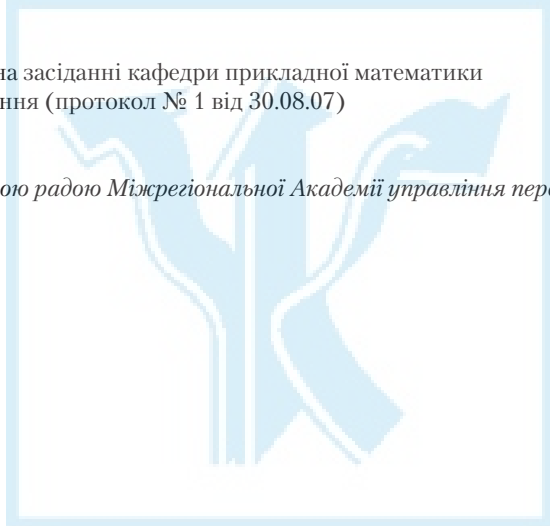 на засіданні кафедри прикладної математики
ння (протокол № 1 від 30.08.07)
ою радою Міжрегіональної Академії управління пер